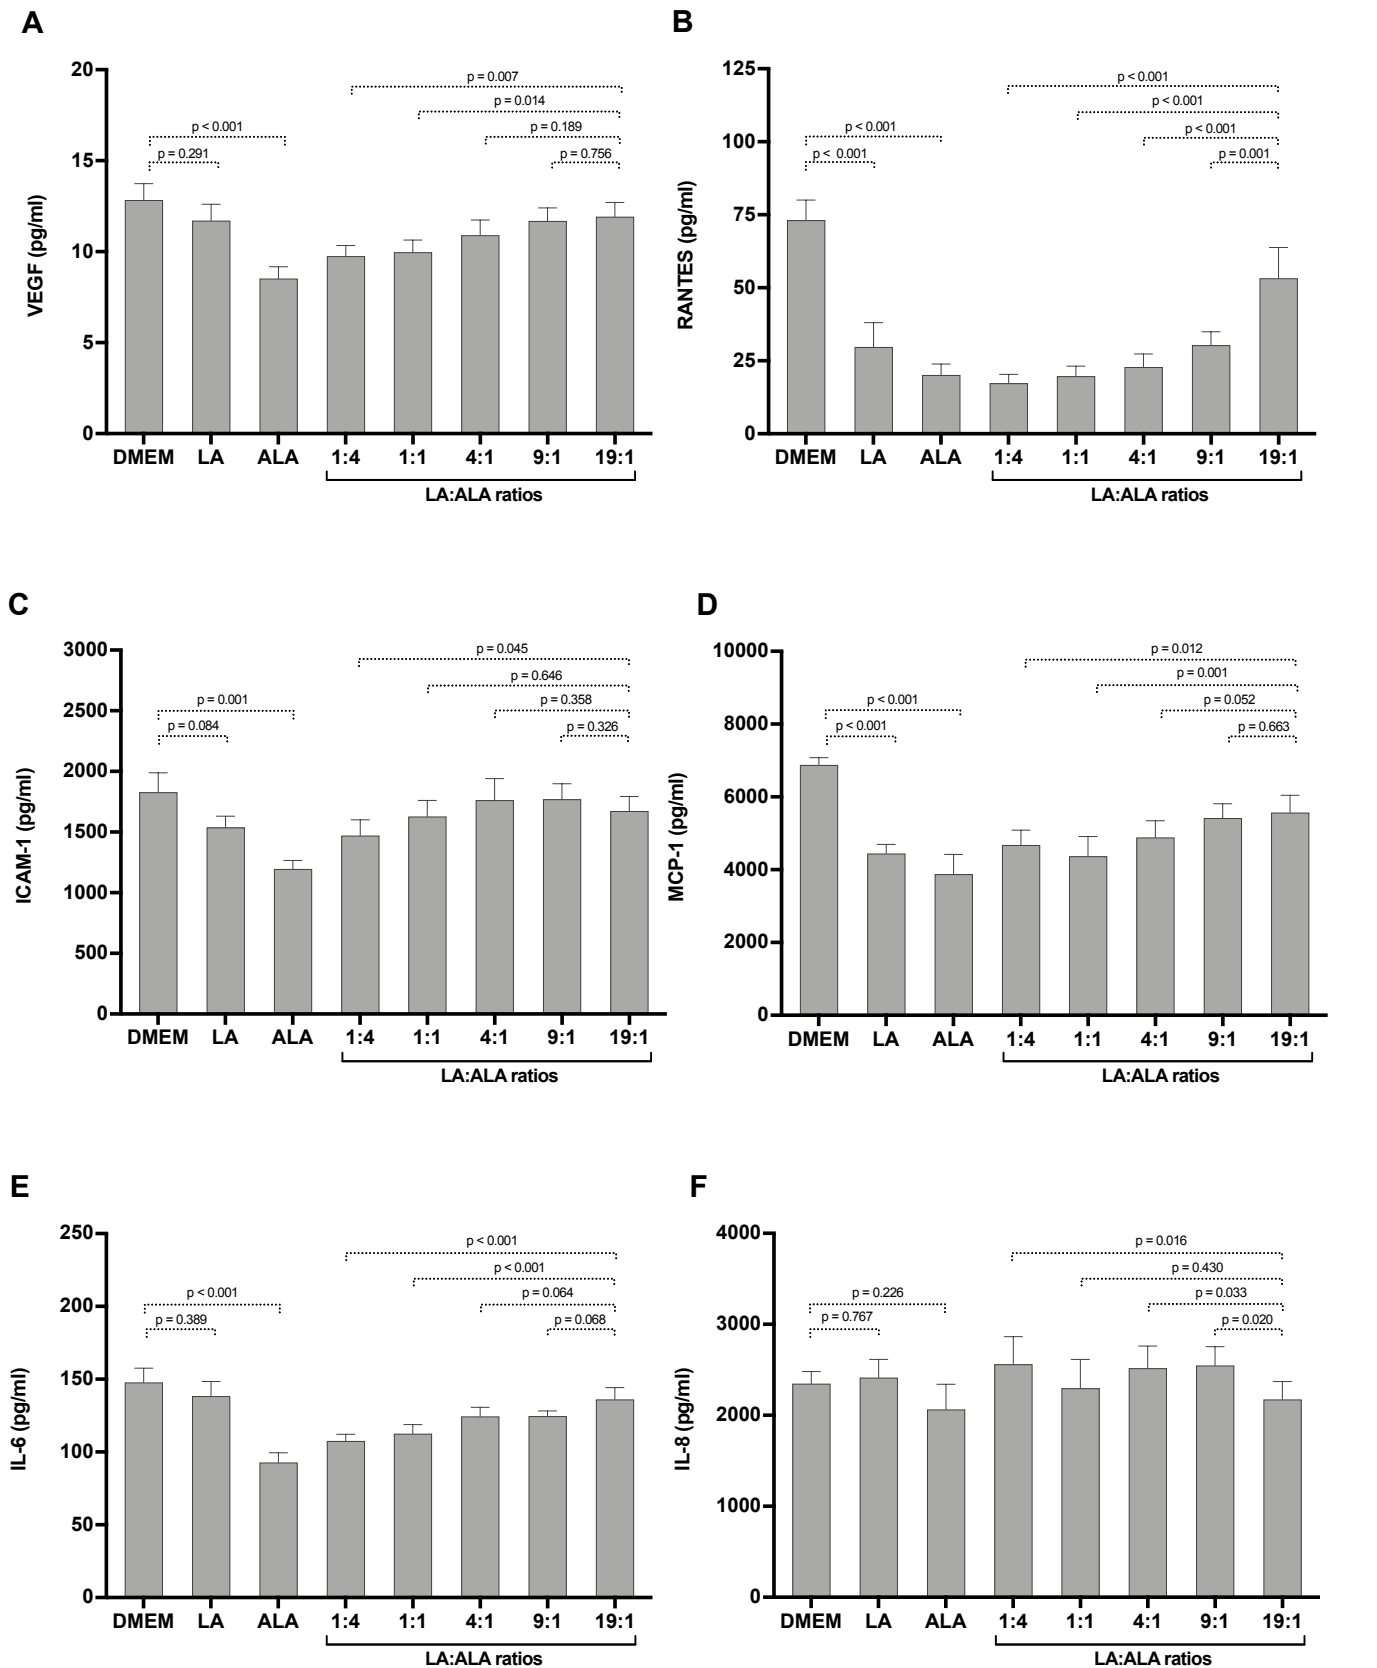 A
VEGF (pg/ml)
20
15
10
5
0
p = 0.007
p = 0.014
p < 0.001
p = 0.189
p = 0.291
p = 0.756
DMEM LA ALA 1:4 1:1 4:1 9:1 19:1
LA:ALA ratios
B
RANTES (pg/ml)
125
100
75
50
25
0
p < 0.001
p < 0.001
p < 0.001
p < 0.001
p < 0.001
p = 0.001
DMEM LA ALA 1:4 1:1 4:1 9:1 19:1
LA:ALA ratios
C
ICAM-1 (pg/ml)
3000
2500
2000
1500
1000
500
0
p = 0.045
p = 0.646
p = 0.001
p = 0.358
p = 0.084
p = 0.326
DMEM LA ALA 1:4 1:1 4:1 9:1 19:1
LA:ALA ratios
D
MCP-1 (pg/ml)
10000
8000
6000
4000
2000
0
p = 0.012
p = 0.001
p < 0.001
p = 0.052
p < 0.001
p = 0.663
DMEM LA ALA 1:4 1:1 4:1 9:1 19:1
LA:ALA ratios
E
IL-6 (pg/ml)
250
200
150
100
50
0
p < 0.001
p < 0.001
p < 0.001
p = 0.064
p = 0.389
p = 0.068
DMEM LA ALA 1:4 1:1 4:1 9:1 19:1
LA:ALA ratios
F
IL-8 (pg/ml)
4000
3000
2000
1000
0
p = 0.016
p = 0.430
p = 0.226
p = 0.033
p = 0.767
p = 0.020
DMEM LA ALA 1:4 1:1 4:1 9:1 19:1
LA:ALA ratios